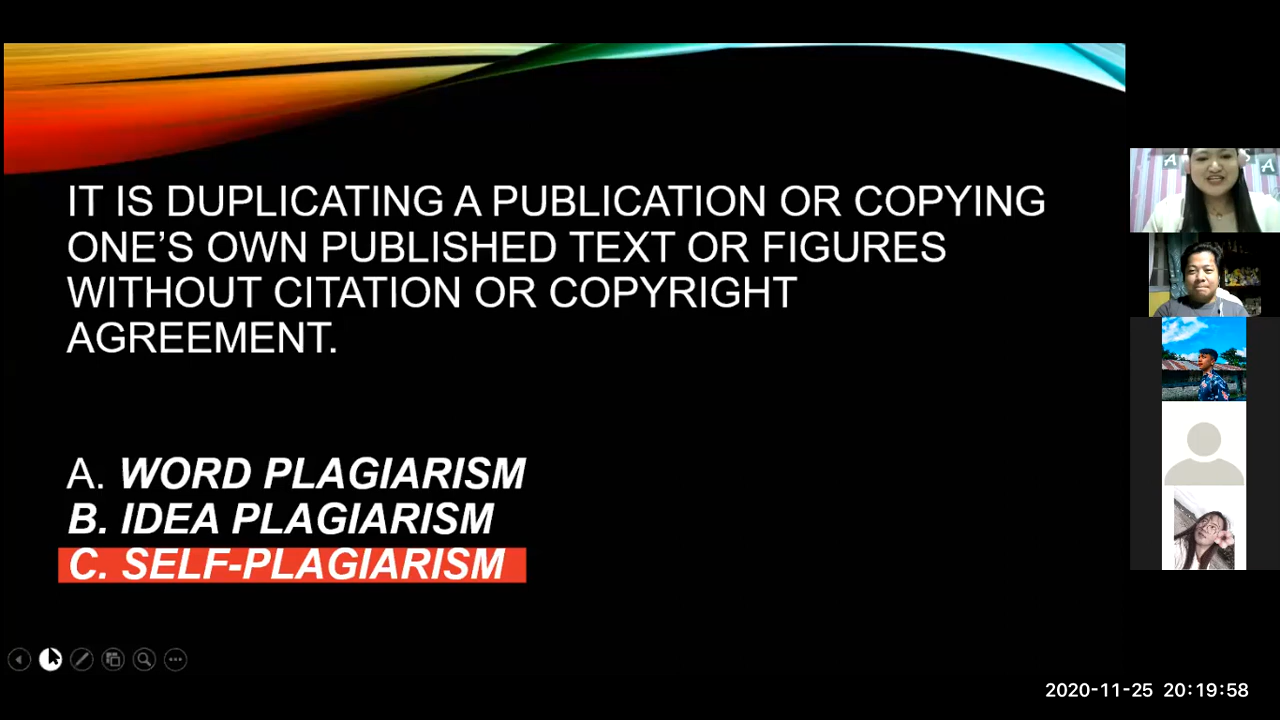 IT IS DUPLICATING A PUBLICATION OR COPYING
ONE’S OWN PUBLISHED TEXT OR FIGURES
WITHOUT CITATION OR COPYRIGHT
AGREEMENT.
A. WORD PLAGIARISM
B. IDEA PLAGIARISM
C. SELF-PLAGIARISM
A
A
2020-11-25 20:19:58